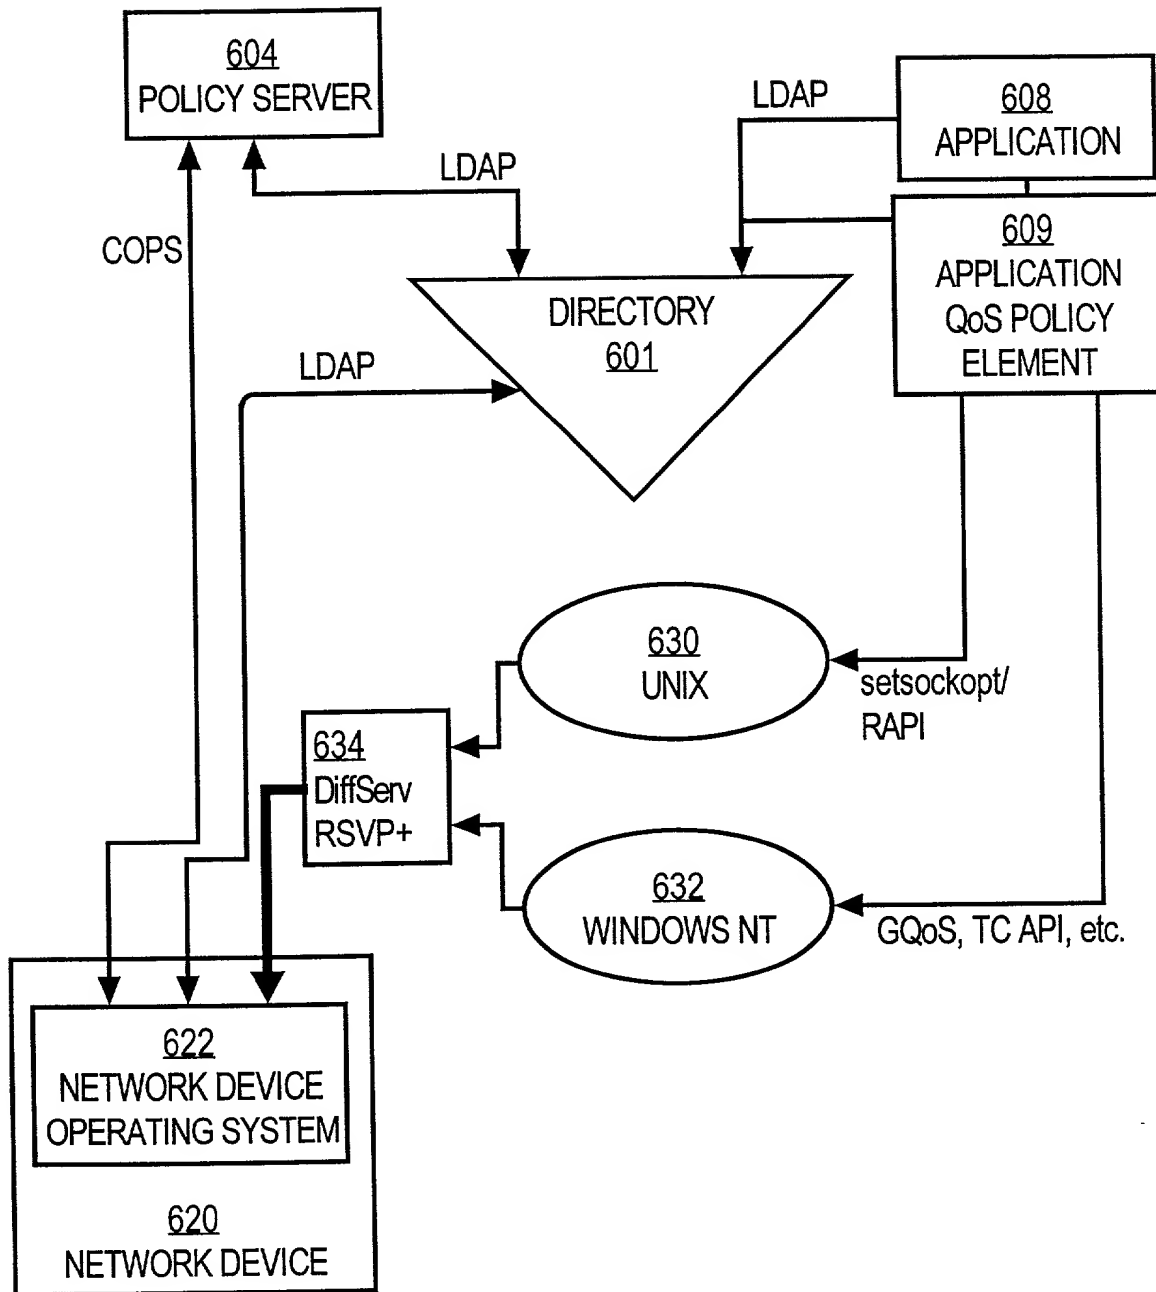 604
POLICY SERVER
LDAP
608
APPLICATION
LDAP
COPS
609
APPLICATION
QoS POLICY
ELEMENT
DIRECTORY
601
LDAP
630
UNIX
setsockopt/
RAPI
634
DiffServ
RSVP+
632
WINDOWS NT
GQoS, TC API, etc.
622
NETWORK DEVICE
OPERATING SYSTEM
620
NETWORK DEVICE